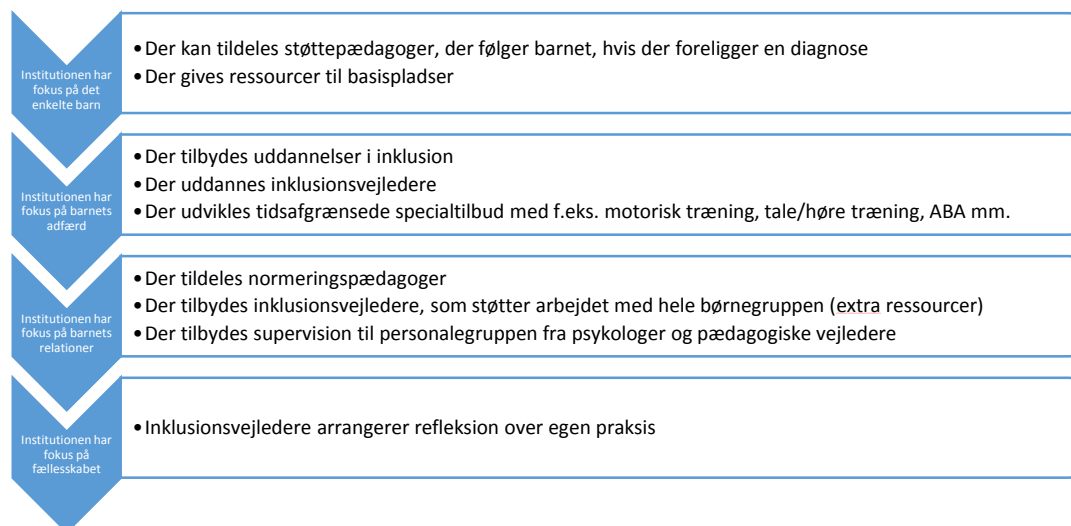 Institutionen har
fokus på det
enkelte barn
•Der kan tildeles støttepædagoger, der følger barnet, hvis der foreligger en diagnose
•Der gives ressourcer til basispladser
Institutionen har
fokus på barnets
adfærd
•Der tilbydes uddannelser i inklusion
•Der uddannes inklusionsvejledere
•Der udvikles tidsafgrænsede specialtilbud med f.eks. motorisk træning, tale/høre træning, ABA mm.
Institutionen har
fokus på barnets
relationer
•Der tildeles normeringspædagoger
•Der tilbydes inklusionsvejledere, som støtter arbejdet med hele børnegruppen (extra ressourcer)
•Der tilbydes supervision til personalegruppen fra psykologer og pædagogiske vejledere
Institutionen har
fokus på
fællesskabet
•Inklusionsvejledere arrangerer refleksion over egen praksis